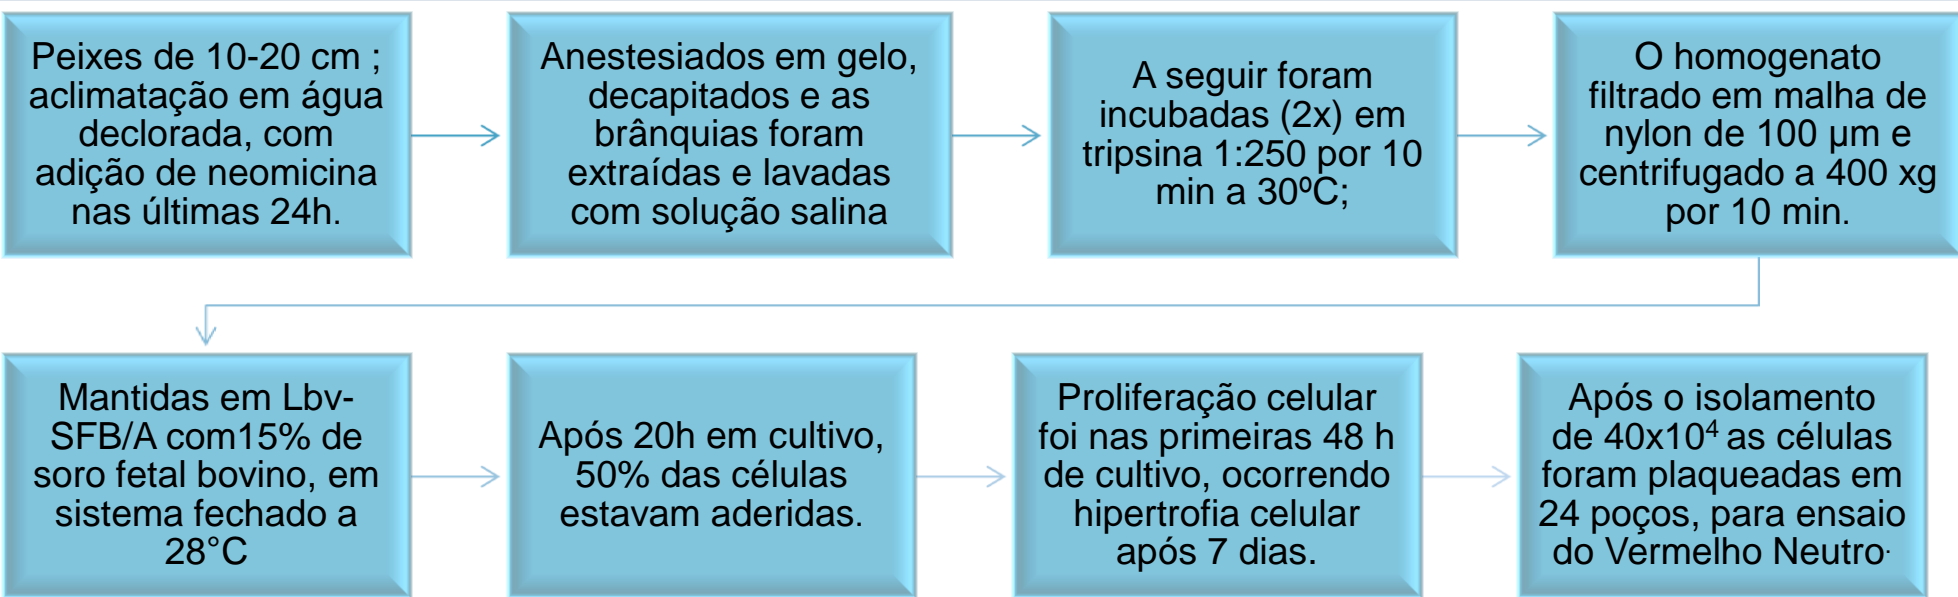 Peixes de 10-20 cm ;
aclimatação em água
declorada, com
adição de neomicina
nas últimas 24h.
Anestesiados em gelo,
decapitados e as
brânquias foram
extraídas e lavadas
com solução salina
A seguir foram
incubadas (2x) em
tripsina 1:250 por 10
min a 30ºC;
O homogenato
filtrado em malha de
nylon de 100 µm e
centrifugado a 400 xg
por 10 min.
Mantidas em Lbv-
SFB/A com15% de
soro fetal bovino, em
sistema fechado a
28°C
Após 20h em cultivo,
50% das células
estavam aderidas.
Proliferação celular
foi nas primeiras 48 h
de cultivo, ocorrendo
hipertrofia celular
após 7 dias.
Após o isolamento
de 40x10⁴ as células
foram plaqueadas em
24 poços, para ensaio
do Vermelho Neutro.